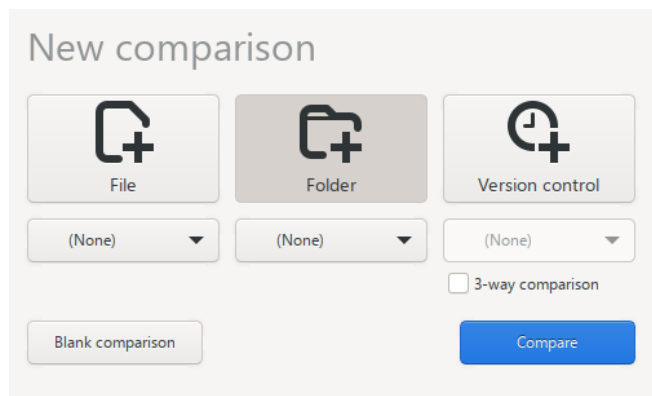 New comparison
File
Folder
Version control
(None)
(None)
(None)
3-way comparison
Blank comparison
Compare